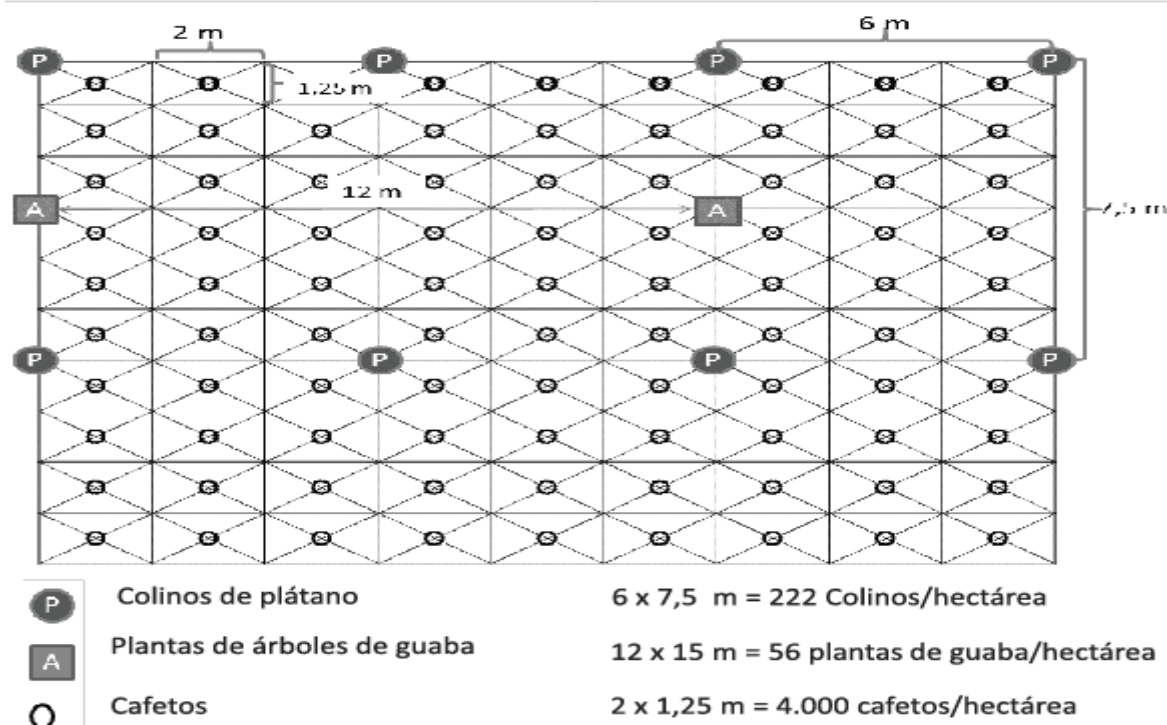 2 m
6 m
P
P
P
P
1,25 m
12 m
A
A
P
P
P
P
P Colinos de plátano 6 x 7,5 m = 222 Colinos/hectárea
A Plantas de árboles de guaba 12 x 15 m = 56 plantas de guaba/hectárea
O Cafetos 2 x 1,25 m = 4.000 cafetos/hectárea